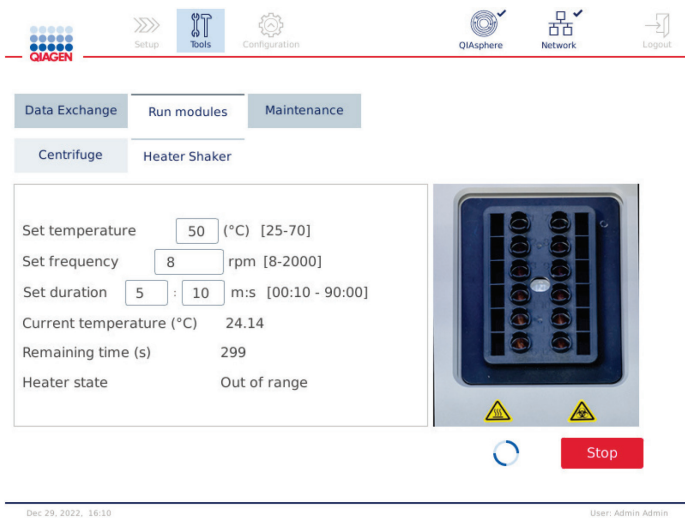 QIAGEN
Setup
Tools
Configuration
QIAsphere
Network
Logout
Data Exchange Run modules Maintenance
Centrifuge Heater Shaker
Set temperature 50 (°C) [25-70]
Set frequency 8 rpm [8-2000]
Set duration 5 : 10 m:s [00:10 - 90:00]
Current temperature (°C) 24.14
Remaining time (s) 299
Heater state Out of range
Stop
Dec 29, 2022, 16:10 User: Admin Admin